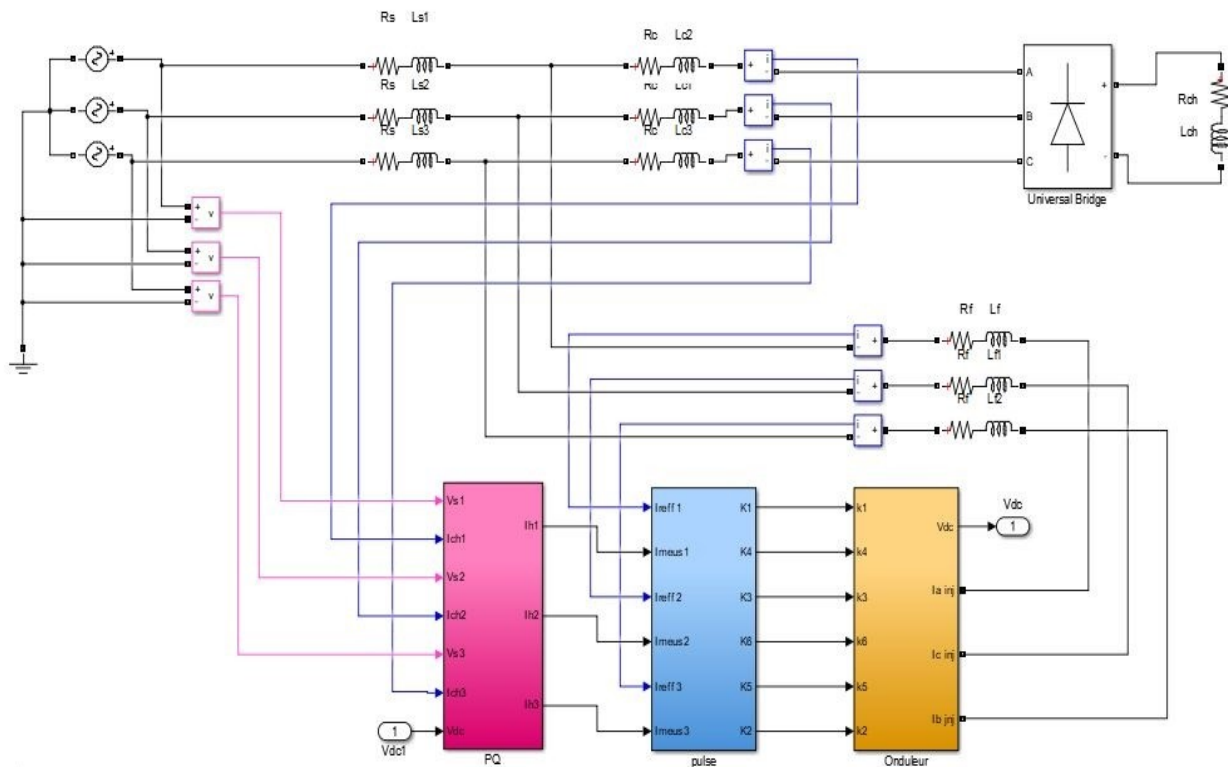 Rs Ls1
Rc Lc2
Rs Ls2
Rc Lc1
Rs Ls3
Rc Lc3
i
+
-
i
+
-
i
+
-
A
B
C
+
-
Universal Bridge
Rch
Lch
+
-
v
+
-
v
+
-
v
Rf Lf
Rf Lf1
Rf Lf2
i
-
+
i
-
+
i
-
+
Vs1
Ich1
Vs2
Ich2
Vs3
Ich3
Vdc
Ih1
Ih2
Ih3
PQ
1
Vdc1
Ireff 1
Imeus1
Ireff 2
Imeus2
Ireff 3
Imeus3
K1
K4
K3
K6
K5
K2
pulse
k1
k4
k3
k6
k5
k2
Vdc
Ia inj
Ic inj
Ib inj
Onduleur
Vdc
1